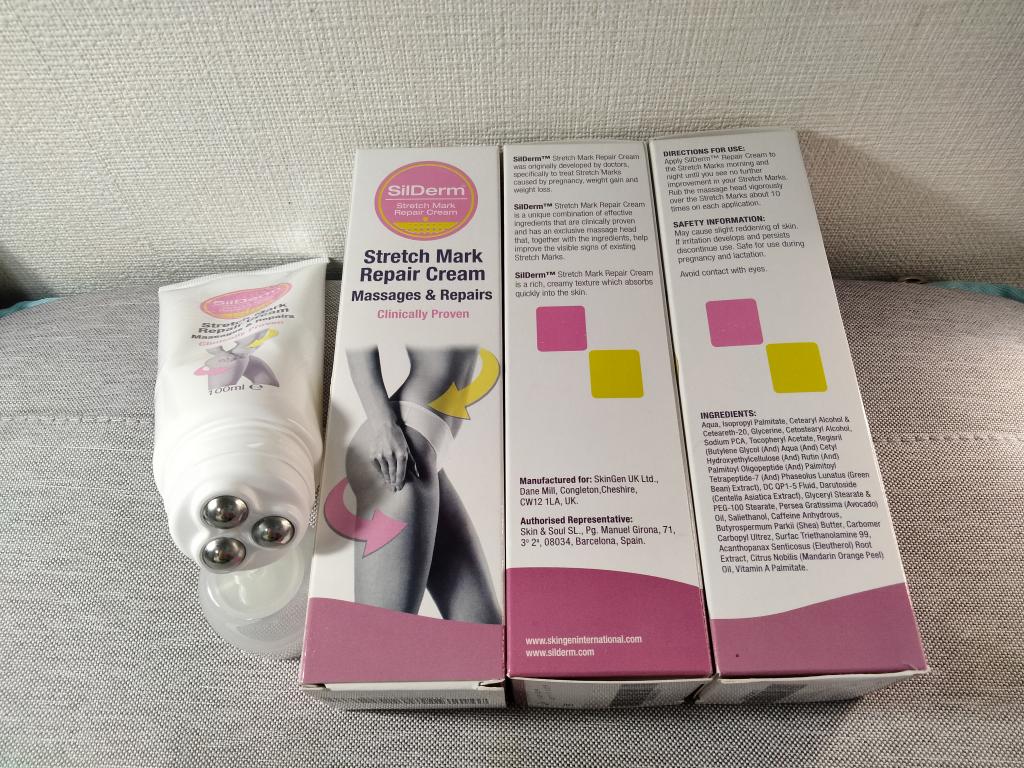 SilDerm
Stretch Mark
Repair Cream
Massages & Repairs
Clinically Proven
100ml
SilDerm™
Stretch Mark
Repair Cream
Stretch Mark
Repair Cream
Massages & Repairs
Clinically Proven
SilDerm™ Stretch Mark Repair Cream
was originally developed by doctors,
specifically to treat Stretch Marks
caused by pregnancy, weight gain and
weight loss.
SilDerm™ Stretch Mark Repair Cream
is a unique combination of effective
ingredients that are clinically proven
and has an exclusive massage head
that, together with the ingredients, help
improve the visible signs of existing
Stretch Marks.
SilDerm™ Stretch Mark Repair Cream
is a rich, creamy texture which absorbs
quickly into the skin.
Manufactured for: SkinGen UK Ltd.,
Dane Mill, Congleton,Cheshire,
CW12 1LA, UK.
Authorised Representative:
Skin & Soul SL., Pg. Manuel Girona, 71,
3º 2ª, 08034, Barcelona, Spain.
www.skingeninternational.com
www.silderm.com
DIRECTIONS FOR USE:
Apply SilDerm™ Repair Cream to
the Stretch Marks morning and
night until you see no further
improvement in your Stretch Marks.
Rub the massage head vigorously
over the Stretch Marks about 10
times on each application.
SAFETY INFORMATION:
May cause slight reddening of skin.
If irritation develops and persists
discontinue use. Safe for use during
pregnancy and lactation.
Avoid contact with eyes.
INGREDIENTS:
Aqua, Isopropyl Palmitate, Cetearyl Alcohol &
Ceteareth-20, Glycerine, Cetostearyl Alcohol,
Sodium PCA, Tocopheryl Acetate, Regisril
(Butylene Glycol (And) Aqua (And) Cetyl
Hydroxyethylcellulose (And) Rutin (And)
Palmitoyl Oligopeptide (And) Palmitoyl
Tetrapeptide-7 (And) Phaseolus Lunatus (Green
Bean) Extract), DC QP1-5 Fluid, Darutoside
(Centella Asiatica Extract), Glyceryl Stearate &
PEG-100 Stearate, Persea Gratissima (Avocado)
Oil, Saliethanol, Caffeine Anhydrous,
Butyrospermum Parkii (Shea) Butter, Carbomer
Carbopyl Ultrez, Surfac Triethanolamine 99,
Acanthopanax Senticosus (Eleutherol) Root
Extract, Citrus Nobilis (Mandarin Orange Peel)
Oil, Vitamin A Palmitate.